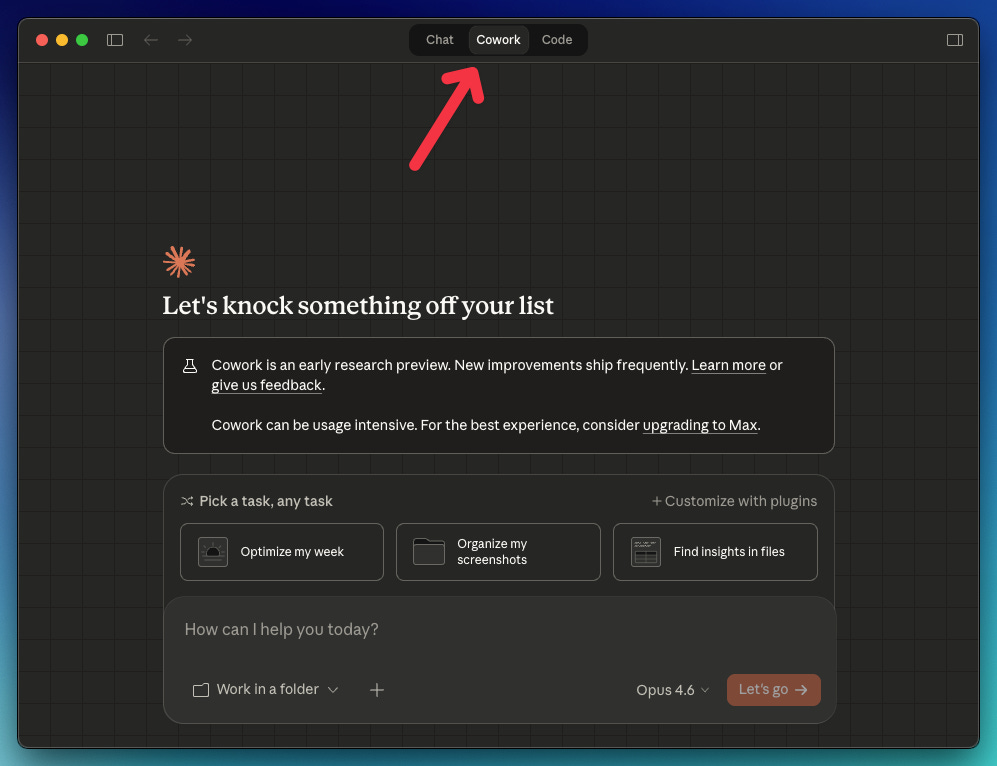 Chat Cowork Code
Let's knock something off your list
Cowork is an early research preview. New improvements ship frequently. Learn more or
give us feedback.
Cowork can be usage intensive. For the best experience, consider upgrading to Max.
Pick a task, any task
+ Customize with plugins
Optimize my week
Organize my
screenshots
Find insights in files
How can I help you today?
Work in a folder
Opus 4.6
Let's go →